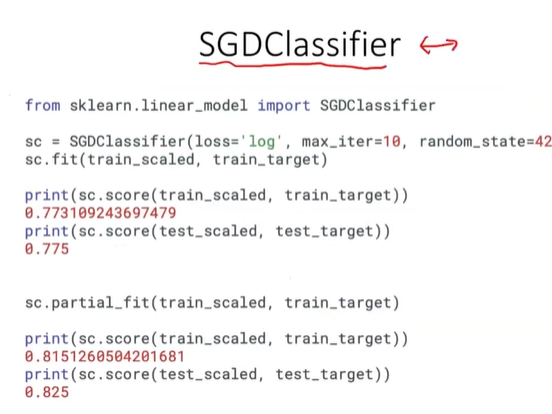 SGDClassifier
from sklearn.linear_model import SGDClassifier
sc = SGDClassifier(loss='log', max_iter=10, random_state=42
sc.fit(train_scaled, train_target)
print(sc.score(train_scaled, train_target))
0.773109243697479
print(sc.score(test_scaled, test_target))
0.775
sc.partial_fit(train_scaled, train_target)
print(sc.score(train_scaled, train_target))
0.8151260504201681
print(sc.score(test_scaled, test_target))
0.825